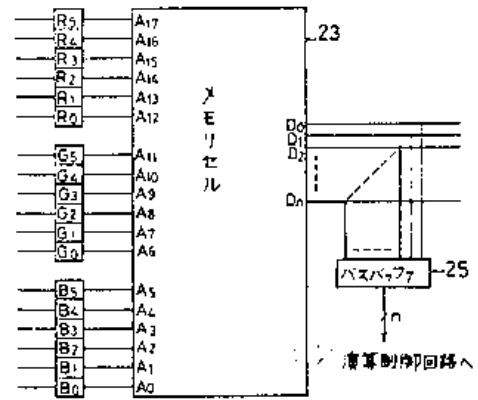 R5 A17 23
R4 A16
R3 A15
R2 A14
R1 A13
R0 A12
メモリセル
D0
D1
D2
Dn
G5 A11
G4 A10
G3 A9
G2 A8
G1 A7
G0 A6
B5 A5
B4 A4
B3 A3
B2 A2
B1 A1
B0 A0
バスバッファ 25
n
演算制御回路へ